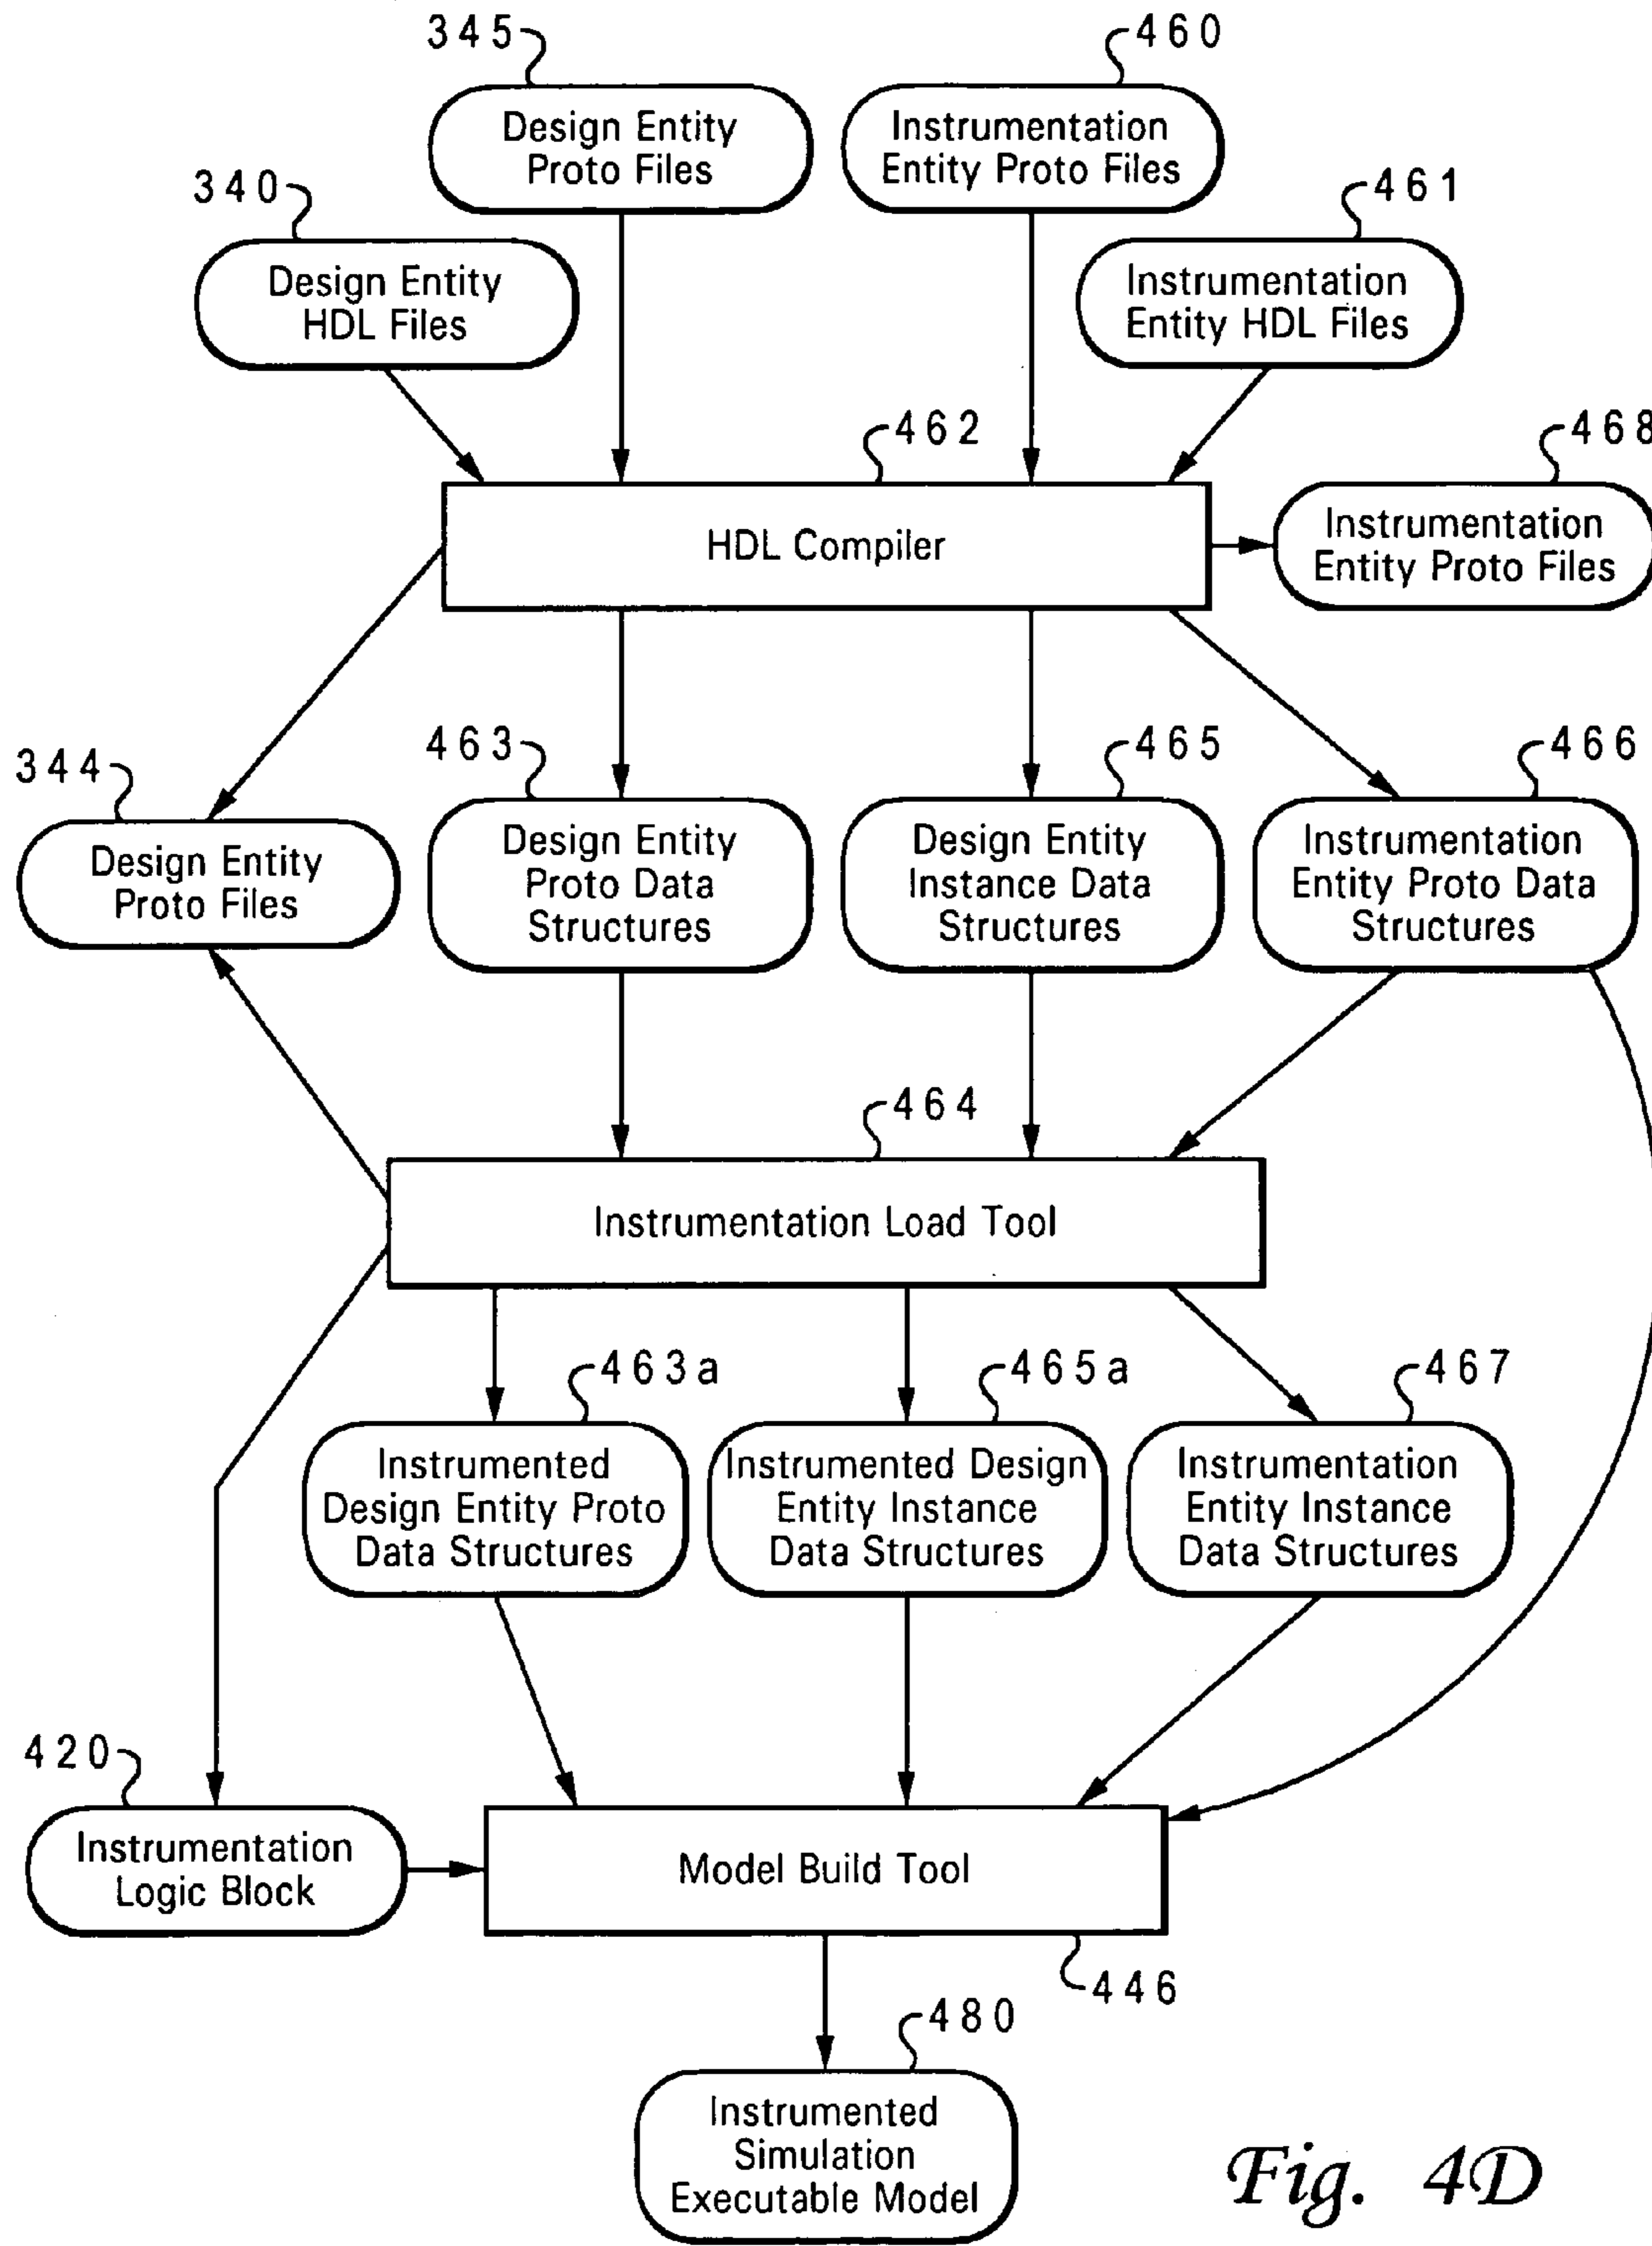 345
460
Design Entity
Proto Files
Instrumentation
Entity Proto Files
340
461
Design Entity
HDL Files
Instrumentation
Entity HDL Files
462
468
HDL Compiler
Instrumentation
Entity Proto Files
344
463
465
466
Design Entity
Proto Files
Design Entity
Proto Data
Structures
Design Entity
Instance Data
Structures
Instrumentation
Entity Proto Data
Structures
464
Instrumentation Load Tool
463a
465a
467
Instrumented
Design Entity Proto
Data Structures
Instrumented Design
Entity Instance
Data Structures
Instrumentation
Entity Instance
Data Structures
420
Instrumentation
Logic Block
Model Build Tool
446
480
Instrumented
Simulation
Executable Model
Fig. 4D